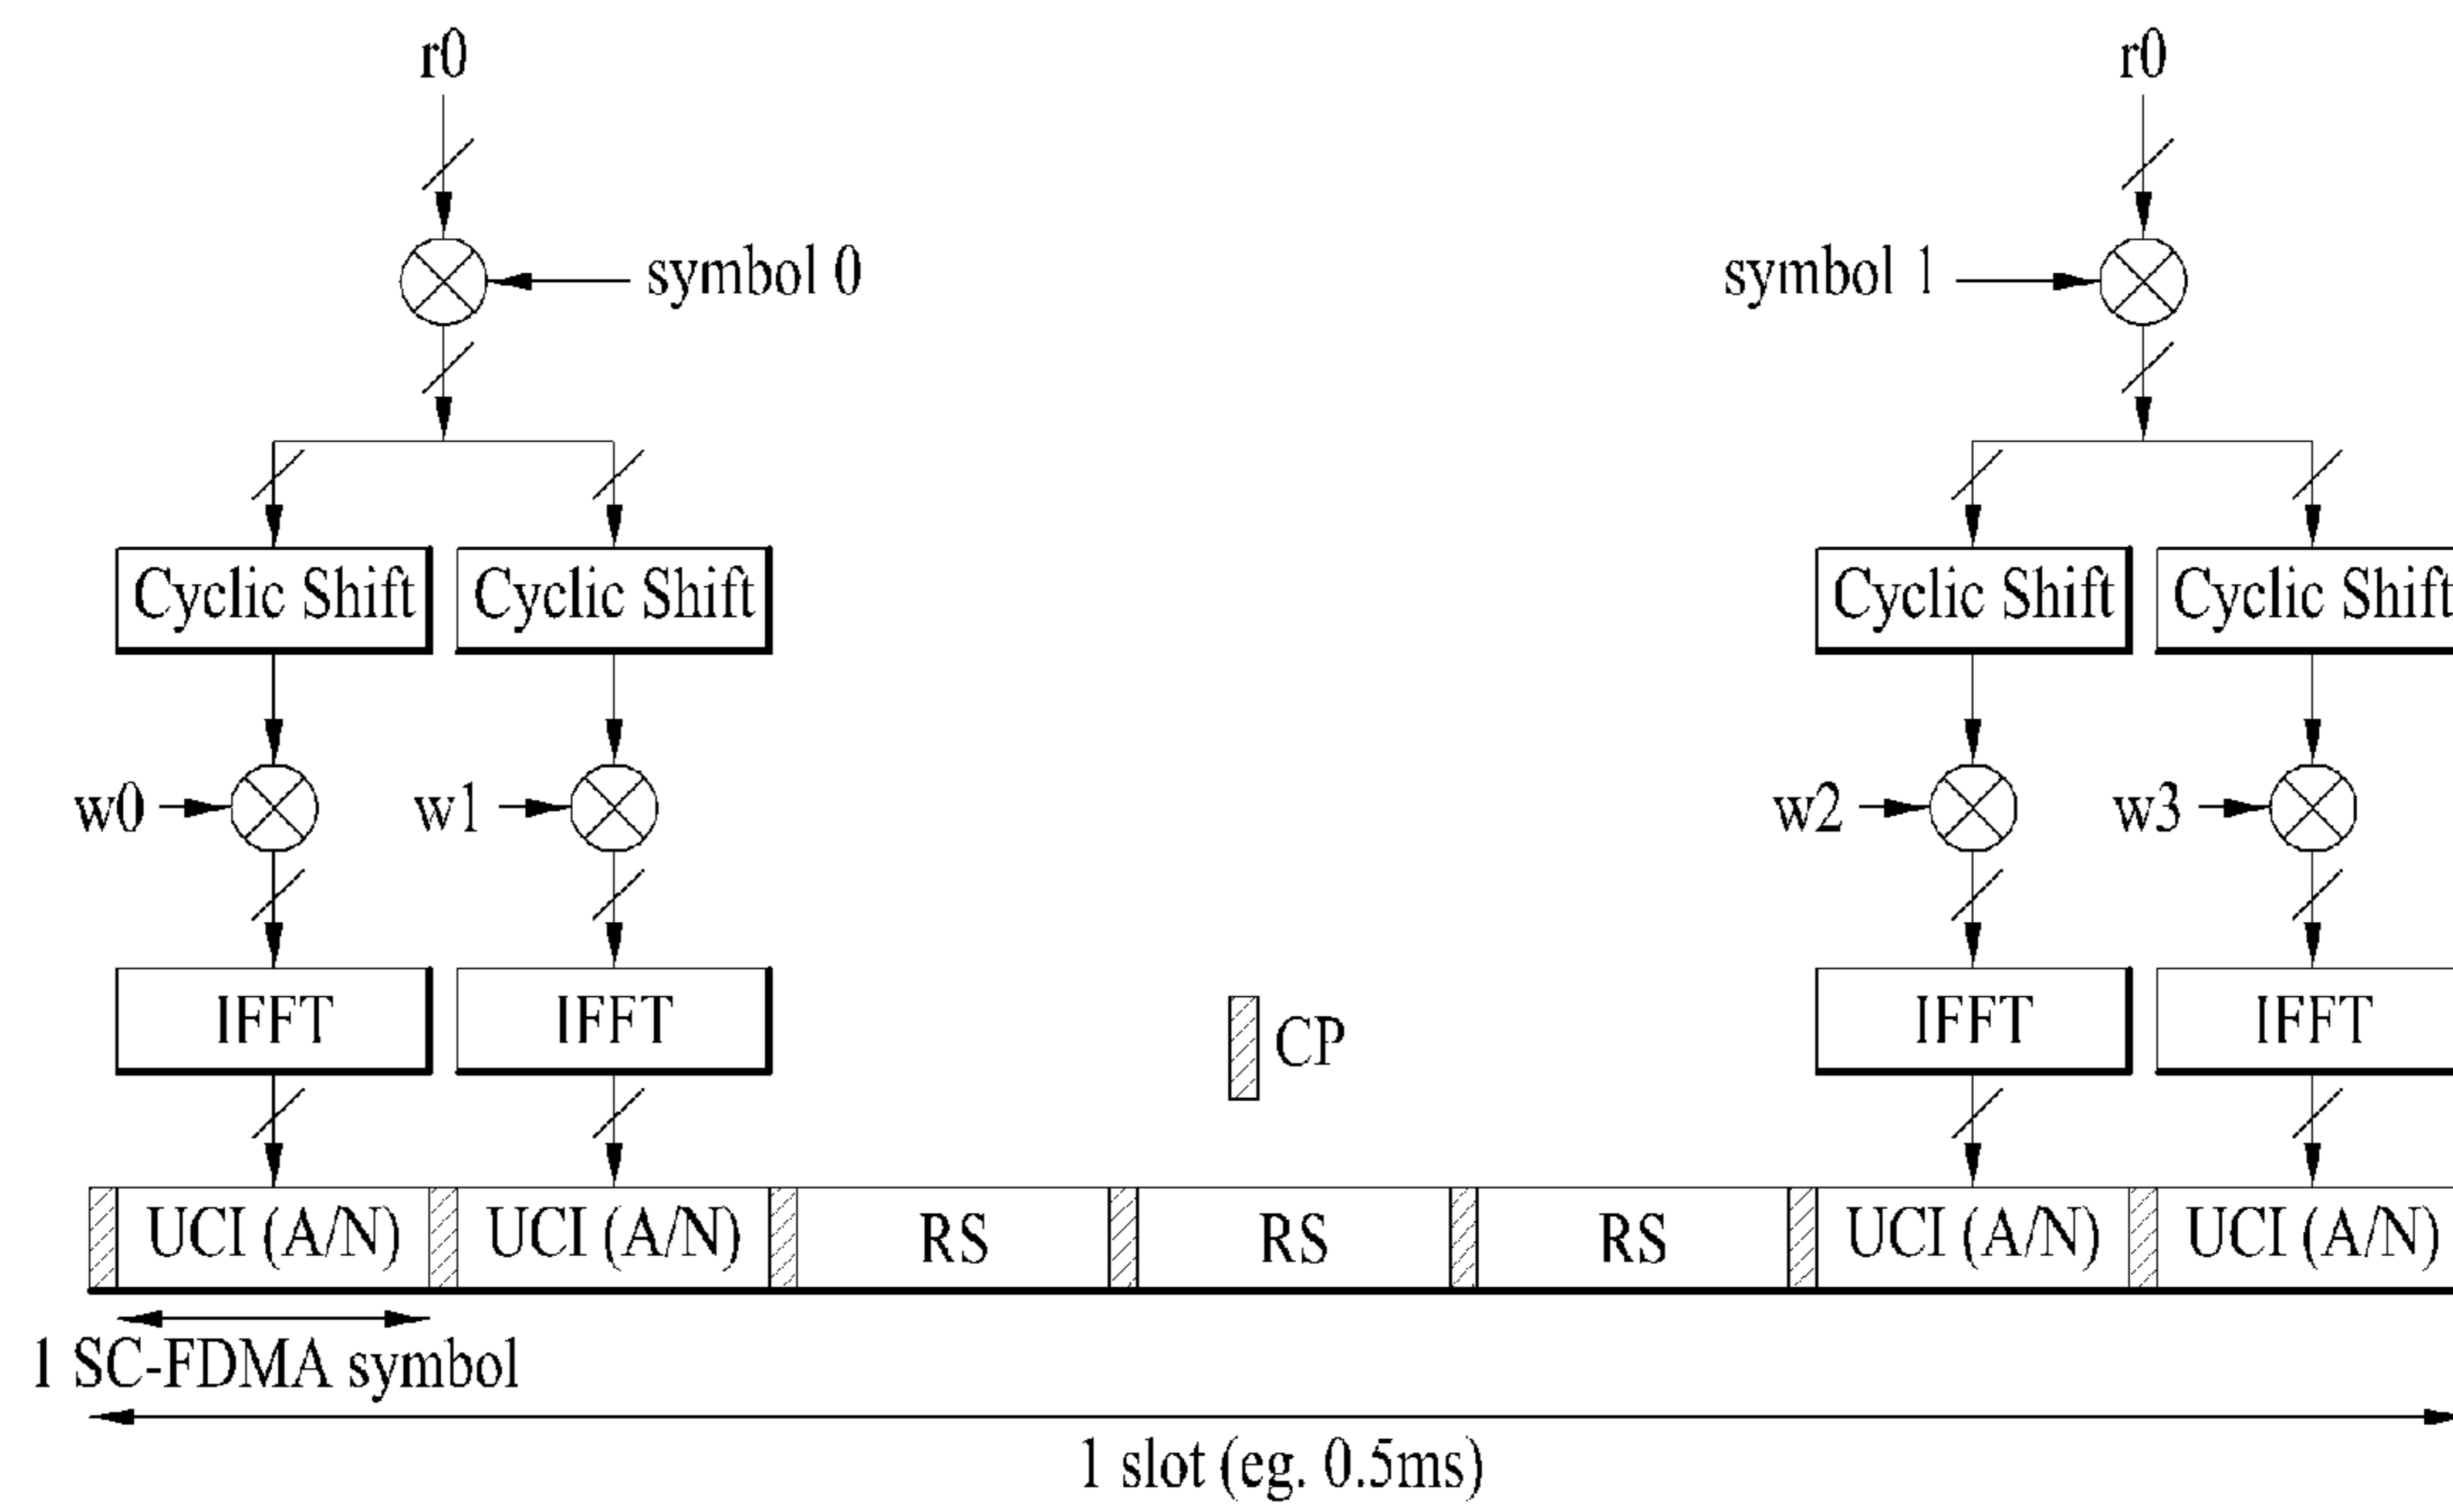 r0 r0
symbol 0 symbol 1
Cyclic Shift Cyclic Shift Cyclic Shift Cyclic Shift
w0 w1 w2 w3
IFFT IFFT IFFT IFFT
CP
UCI (A/N) UCI (A/N) RS RS RS UCI (A/N) UCI (A/N)
1 SC-FDMA symbol
1 slot (eg. 0.5ms)